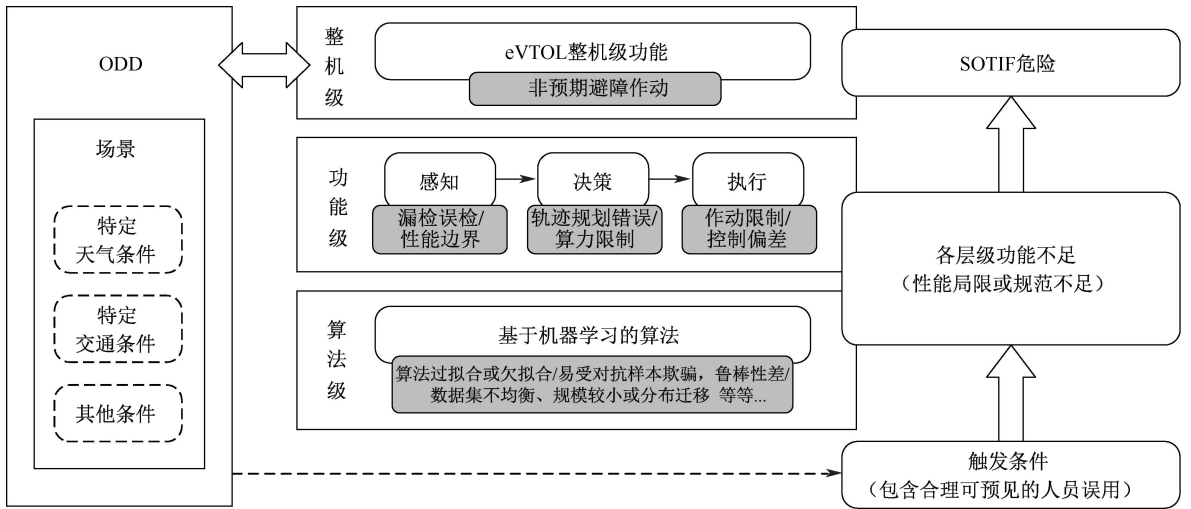 ODD
场景
特定
天气条件
特定
交通条件
其他条件
整机级
eVTOL整机级功能
非预期避障作动
功能级
感知
漏检误检/
性能边界
决策
轨迹规划错误/
算力限制
执行
作动限制/
控制偏差
算法级
基于机器学习的算法
算法过拟合或欠拟合/易受对抗样本欺骗，鲁棒性差/
数据集不均衡、规模较小或分布迁移 等等...
SOTIF危险
各层级功能不足
（性能局限或规范不足）
触发条件
（包含合理可预见的人员误用）